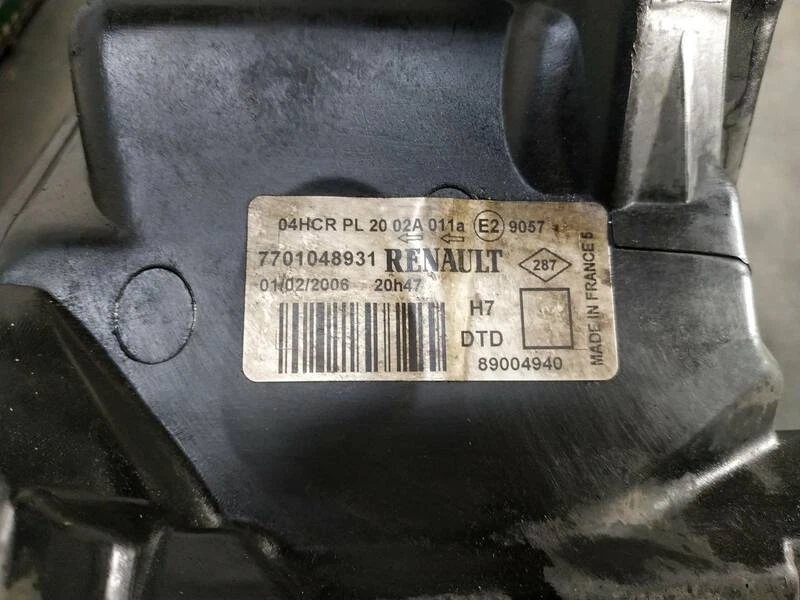 04HCR PL 20 02A 011a E2 9057
7701048931 RENAULT 287
01/02/2006 20h47
H7
DTD
89004940
MADE IN FRANCE 5